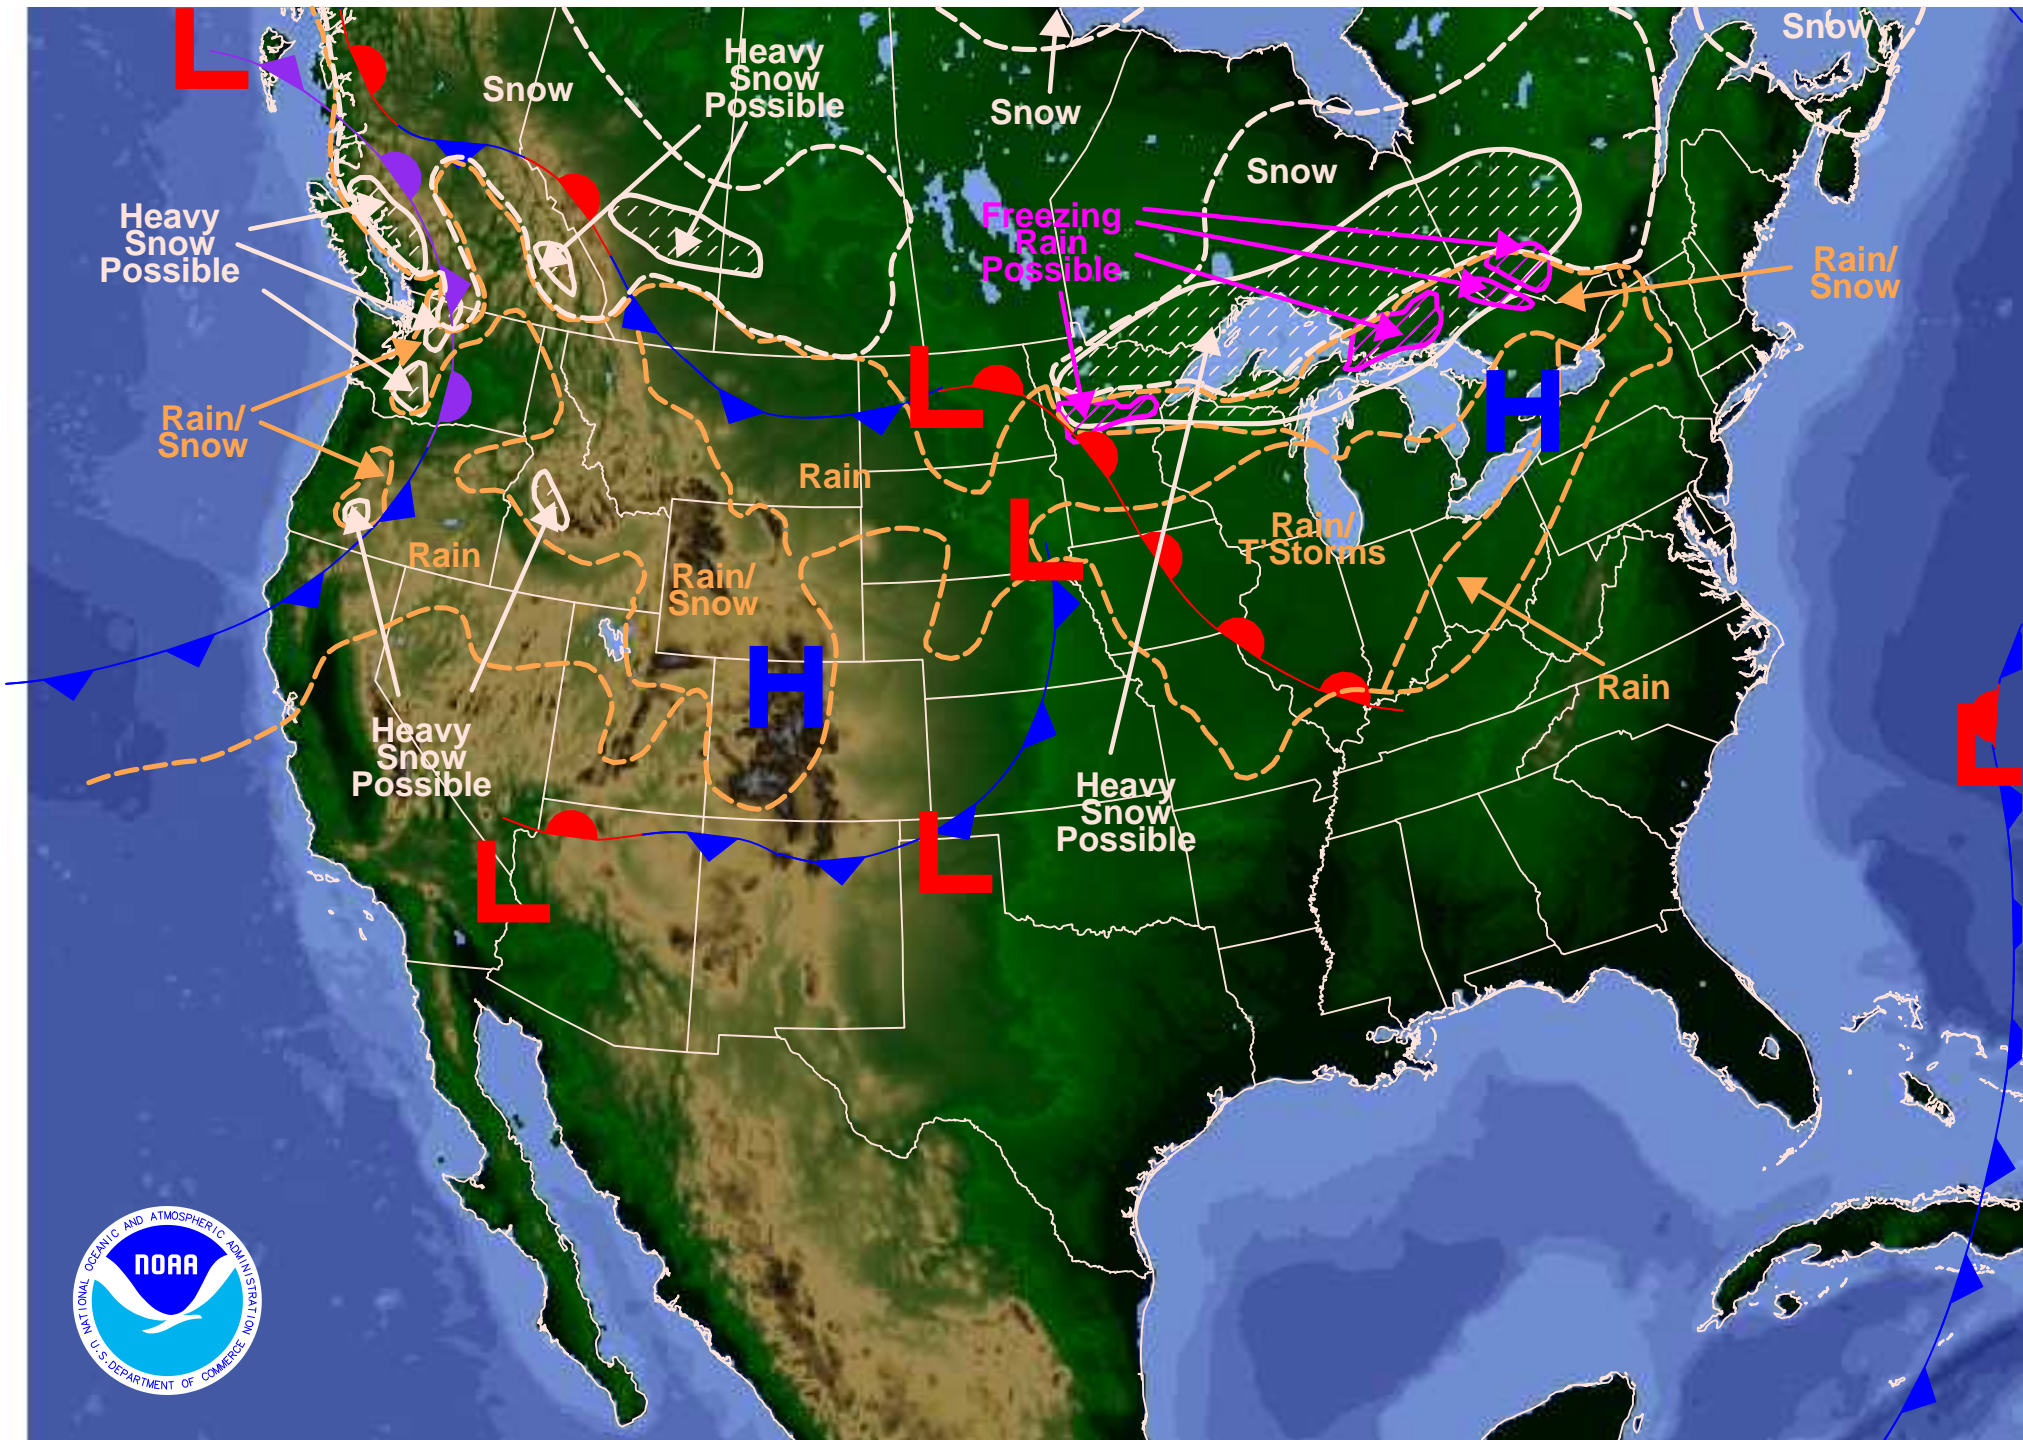 L
Snow
Heavy
Snow
Possible
Snow
Snow
Snow
Heavy
Snow
Possible
Freezing
Rain
Possible
Rain/
Snow
L
H
Rain/
Snow
Rain
L
Rain
Rain/
Snow
Rain/
T'Storms
H
Rain
L
Heavy
Snow
Possible
Heavy
Snow
Possible
L
L
NATIONAL OCEANIC AND ATMOSPHERIC ADMINISTRATION
NOAA
U.S. DEPARTMENT OF COMMERCE